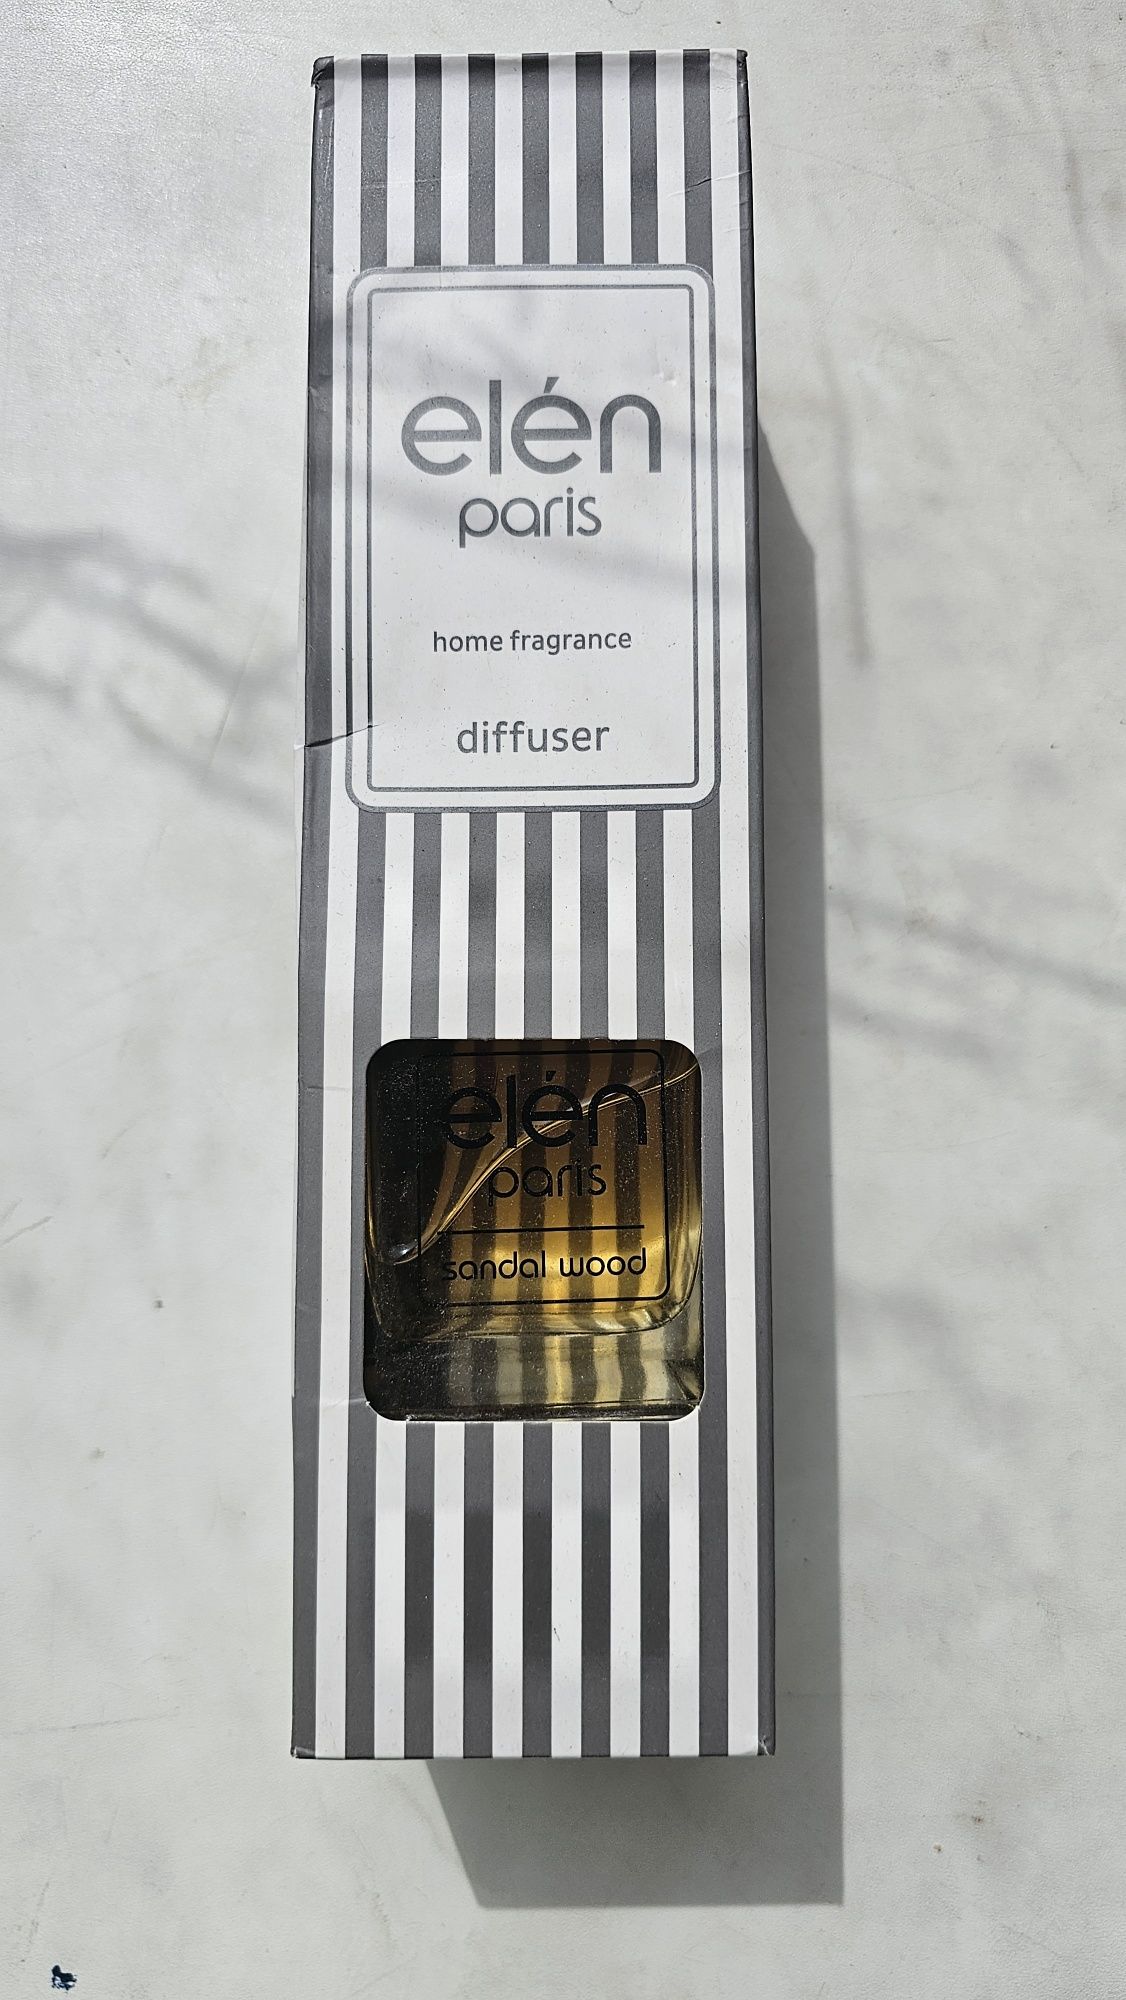 elén
paris
home fragrance
diffuser
elén
paris
sandal wood